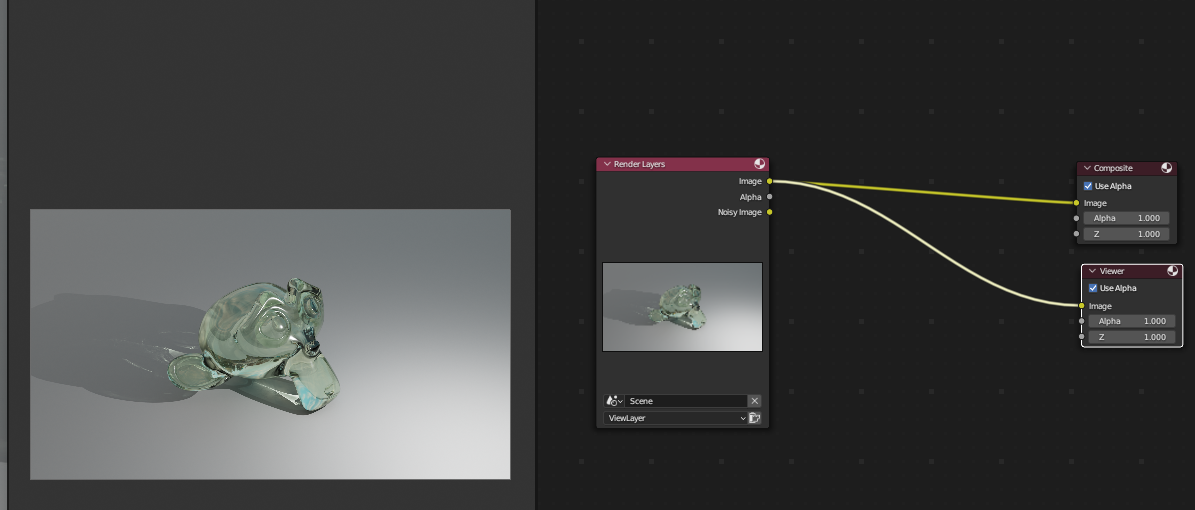 Render Layers
Image
Alpha
Noisy Image
Scene
ViewLayer
Composite
Use Alpha
Image
Alpha 1.000
Z 1.000
Viewer
Use Alpha
Image
Alpha 1.000
Z 1.000